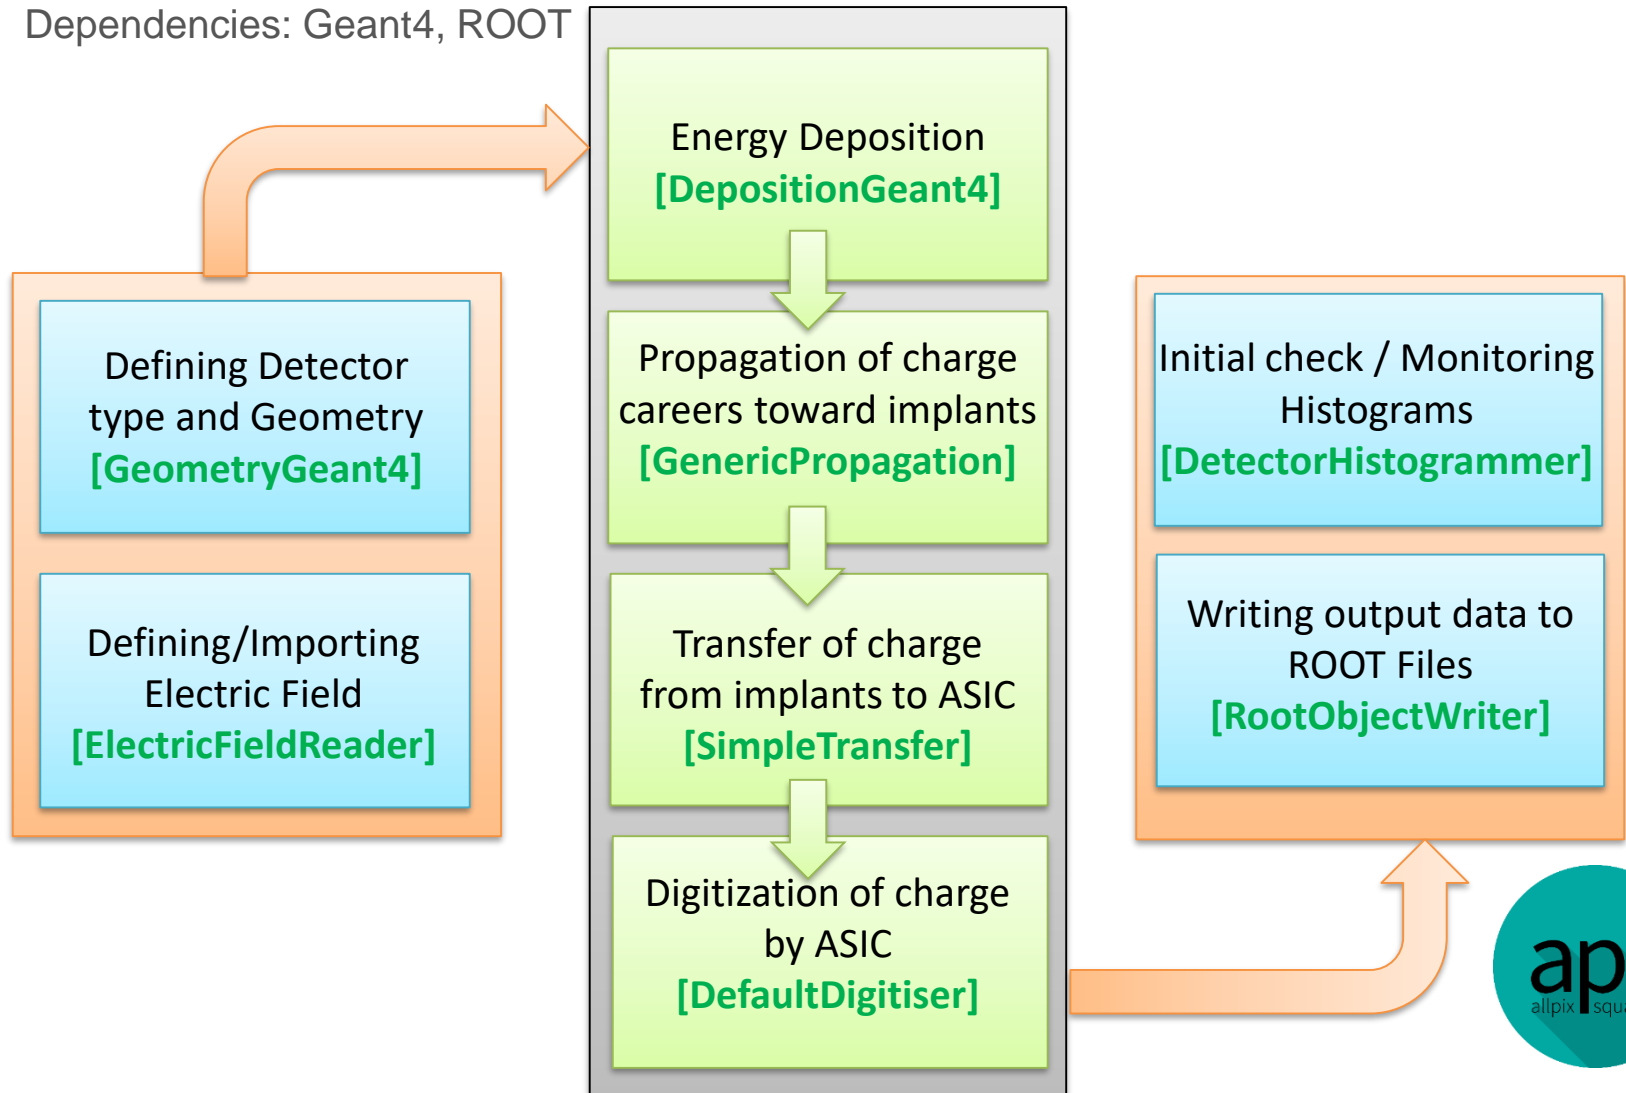 Dependencies: Geant4, ROOT
Defining Detector
type and Geometry
[GeometryGeant4]
Defining/Importing
Electric Field
[ElectricFieldReader]
Energy Deposition
[DepositionGeant4]
Propagation of charge
careers toward implants
[GenericPropagation]
Transfer of charge
from implants to ASIC
[SimpleTransfer]
Digitization of charge
by ASIC
[DefaultDigitiser]
Initial check / Monitoring
Histograms
[DetectorHistogrammer]
Writing output data to
ROOT Files
[RootObjectWriter]
ap
allpix squa